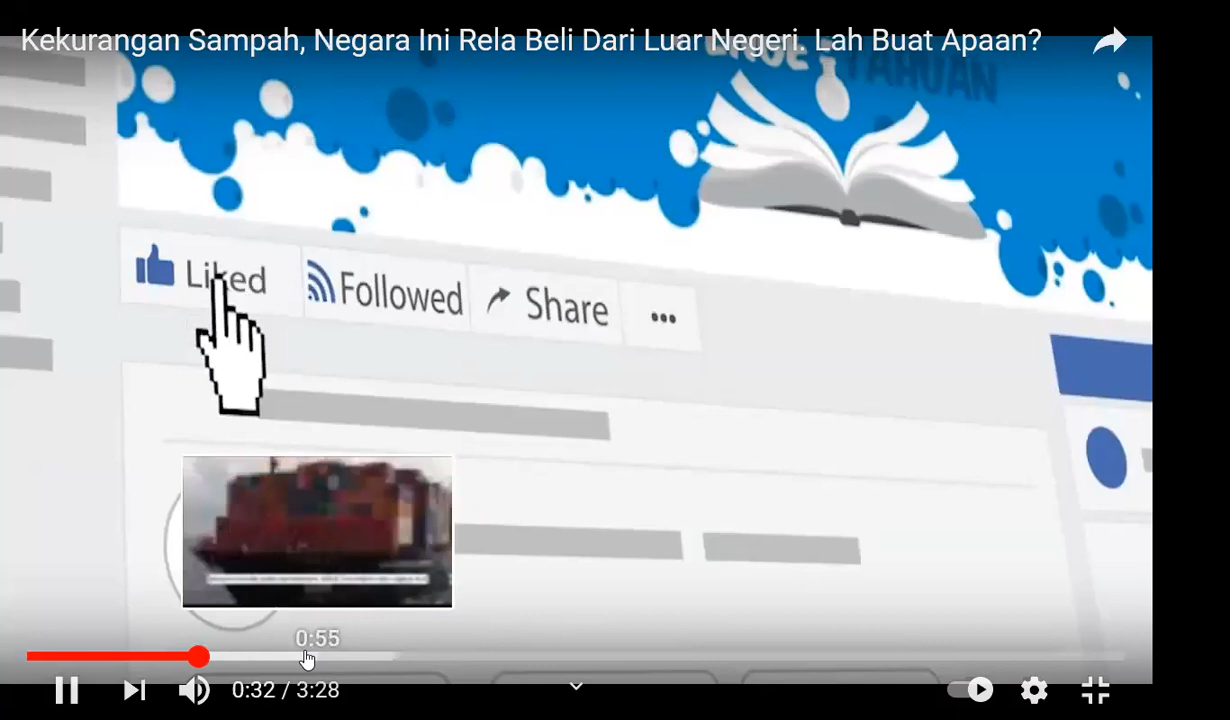 Kekurangan Sampah, Negara Ini Rela Beli Dari Luar Negeri. Lah Buat Apaan?
Liked
Followed
Share
0:55
0:32 / 3:28